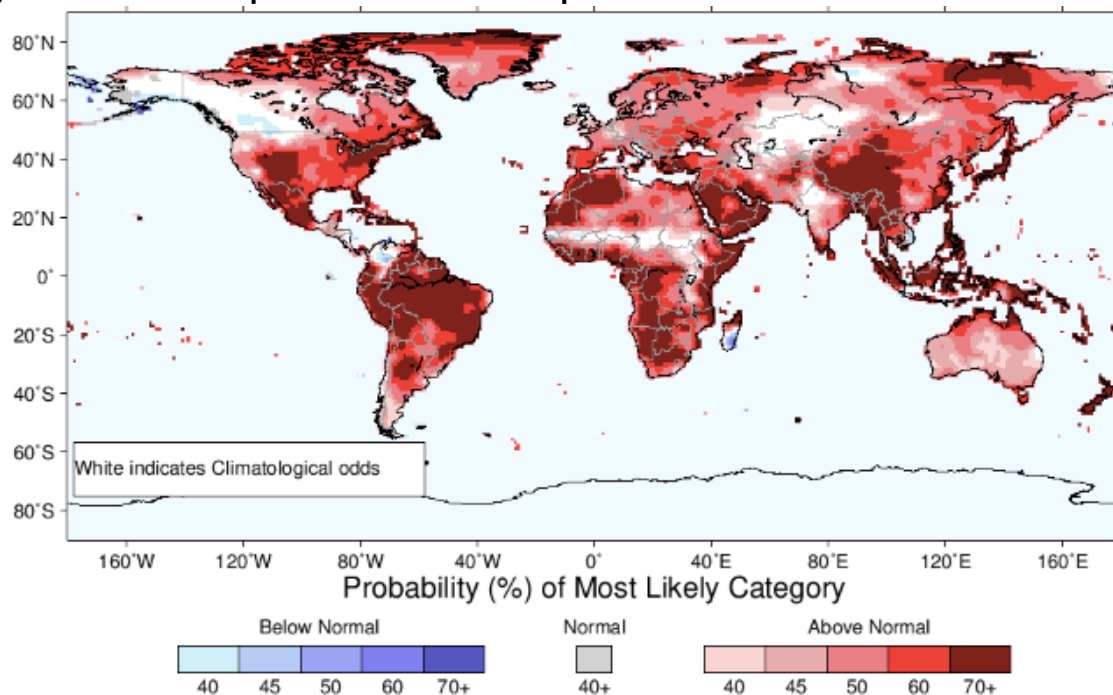 80°N
60°N
40°N
20°N
0°
20°S
40°S
60°S
80°S
White indicates Climatological odds
160°W 120°W 80°W 40°W 0° 40°E 80°E 120°E 160°E
Probability (%) of Most Likely Category
Below Normal Normal Above Normal
40 45 50 60 70+ 40+ 40 45 50 60 70+